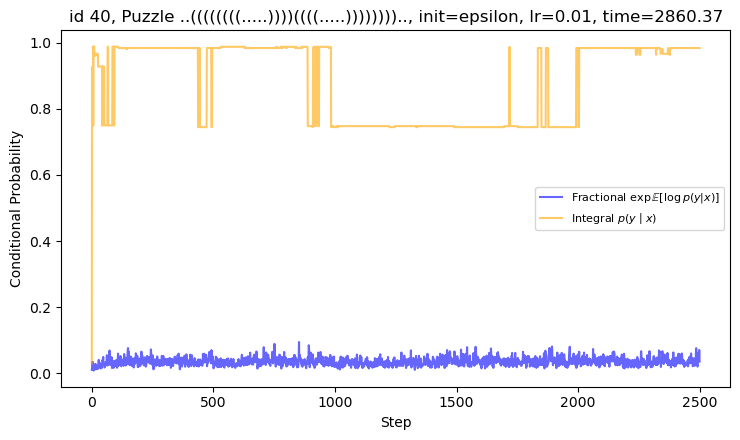 id 40, Puzzle ..((((((((.....))))((((.....)))))))).., init=epsilon, lr=0.01, time=2860.37
Conditional Probability
1.0
0.8
0.6
0.4
0.2
0.0
Fractional exp𝔼[log p(y|x)]
Integral p(y | x)
0
500
1000
1500
2000
2500
Step